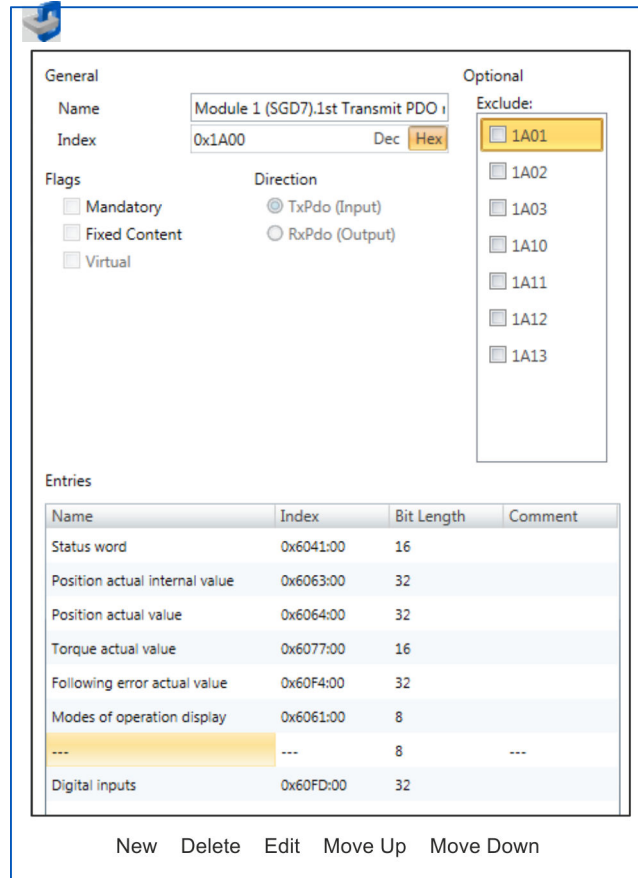 General
Name Module 1 (SGD7).1st Transmit PDO
Index 0x1A00 Dec Hex
Flags
Mandatory
Fixed Content
Virtual
Direction
TxPdo (Input)
RxPdo (Output)
Optional
Exclude:
1A01
1A02
1A03
1A10
1A11
1A12
1A13
Entries
Name Index Bit Length Comment
Status word 0x6041:00 16
Position actual internal value 0x6063:00 32
Position actual value 0x6064:00 32
Torque actual value 0x6077:00 16
Following error actual value 0x60F4:00 32
Modes of operation display 0x6061:00 8
--- --- 8 ---
Digital inputs 0x60FD:00 32
New Delete Edit Move Up Move Down